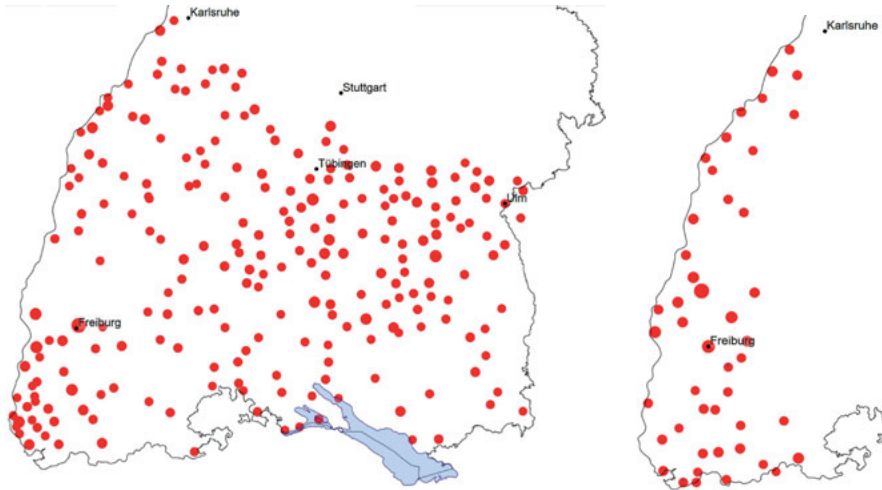 Karlsruhe
Stuttgart
Tübingen
Ulm
Freiburg
Karlsruhe
Freiburg